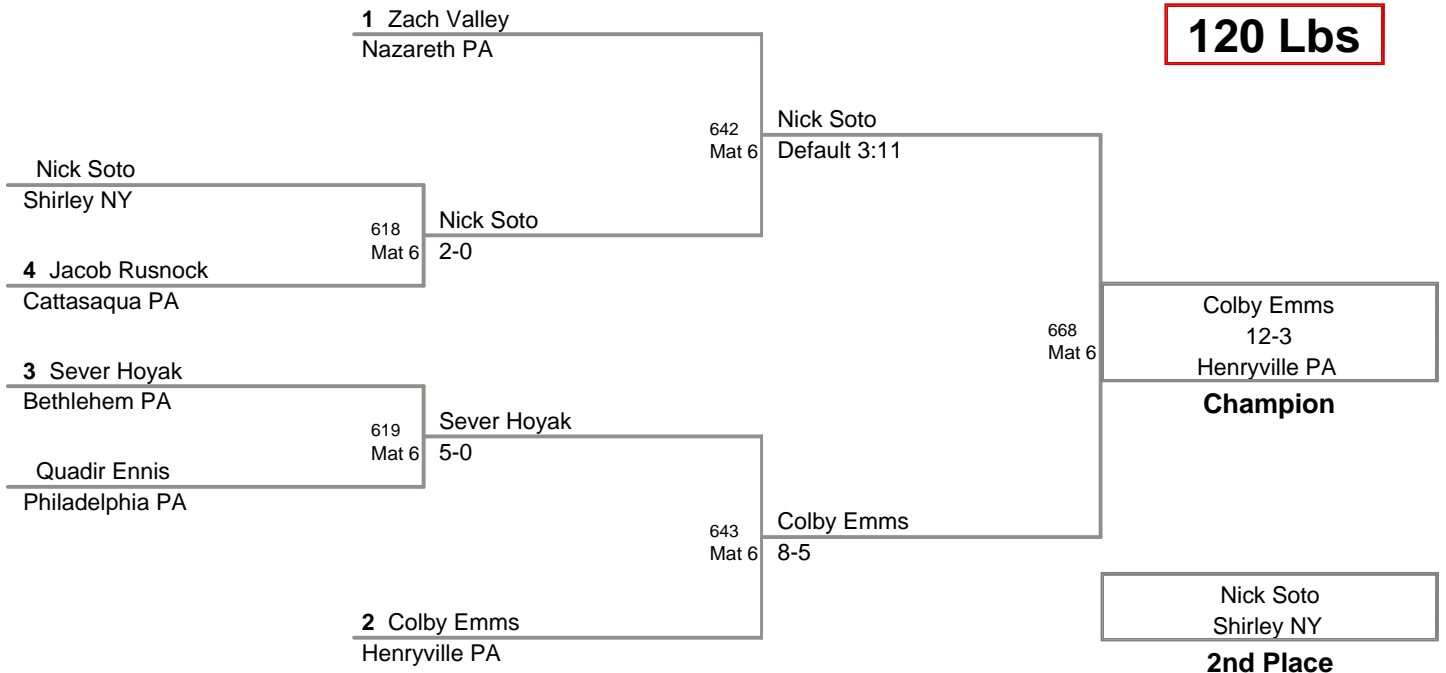 1 Zach Valley
Nazareth PA
120 Lbs
642
Mat 6
Nick Soto
Default 3:11
Nick Soto
Shirley NY
618
Mat 6
Nick Soto
2-0
4 Jacob Rusnock
Cattasaqua PA
Colby Emms
12-3
Henryville PA
Champion
668
Mat 6
3 Sever Hoyak
Bethlehem PA
619
Mat 6
Sever Hoyak
5-0
Quadir Ennis
Philadelphia PA
643
Mat 6
Colby Emms
8-5
2 Colby Emms
Henryville PA
Nick Soto
Shirley NY
2nd Place